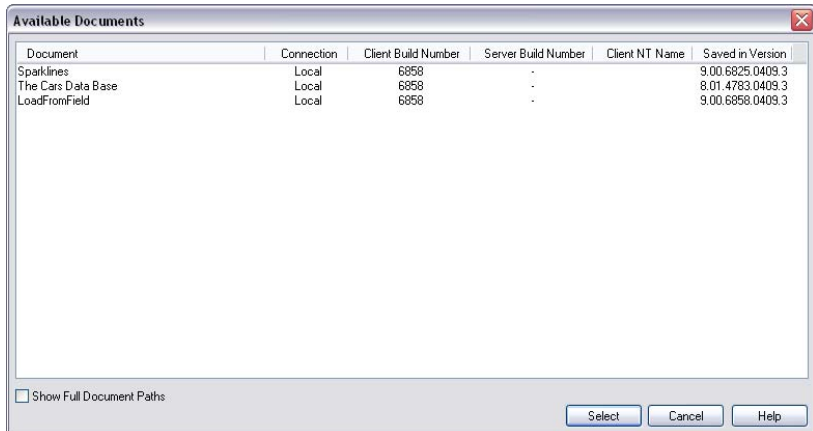 Available Documents
Document Connection Client Build Number Server Build Number Client NT Name Saved in Version
Sparklines Local 6858 - 9.00.6825.0409.3
The Cars Data Base Local 6858 - 8.01.4783.0409.3
LoadFromField Local 6858 - 9.00.6858.0409.3
Show Full Document Paths
Select Cancel Help